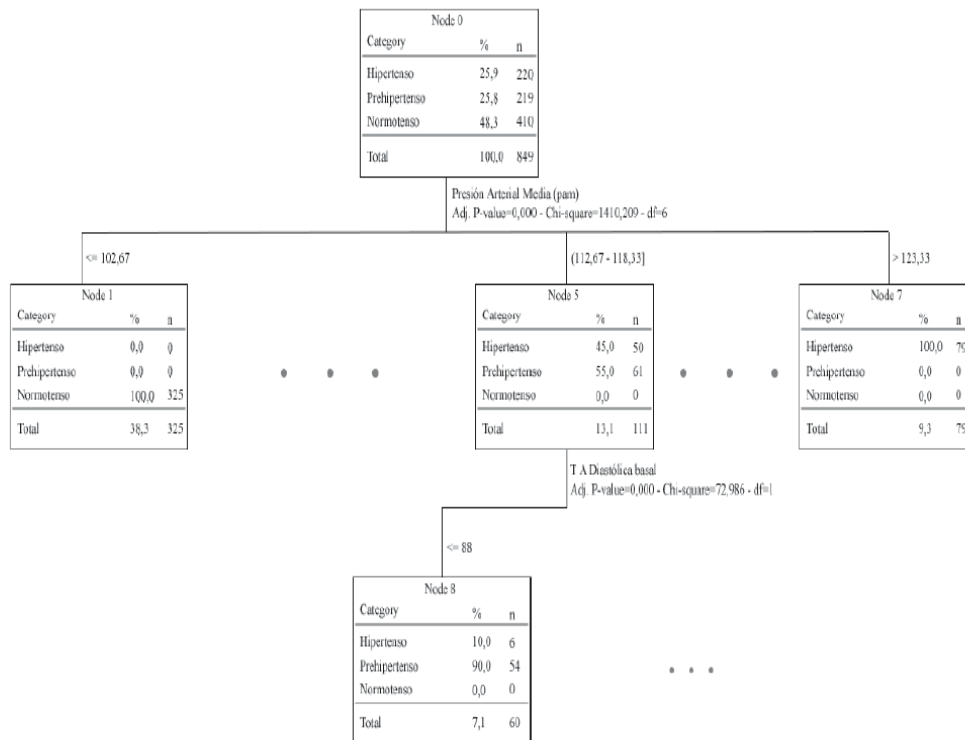 Node 0
Category % n
Hipertenso 25,9 220
Prehipertenso 25,8 219
Normotenso 48,3 410
Total 100,0 849
Presión Arterial Media (pam)
Adj. P-value=0,000 - Chi-square=1410,209 - df=6
<= 102,67
(112,67 - 118,33]
> 123,33
Node 1
Category % n
Hipertenso 0,0 0
Prehipertenso 0,0 0
Normotenso 100,0 325
Total 38,3 325
Node 5
Category % n
Hipertenso 45,0 50
Prehipertenso 55,0 61
Normotenso 0,0 0
Total 13,1 111
Node 7
Category % n
Hipertenso 100,0 79
Prehipertenso 0,0 0
Normotenso 0,0 0
Total 9,3 79
T A Diastólica basal
Adj. P-value=0,000 - Chi-square=72,986 - df=1
<= 88
Node 8
Category % n
Hipertenso 10,0 6
Prehipertenso 90,0 54
Normotenso 0,0 0
Total 7,1 60